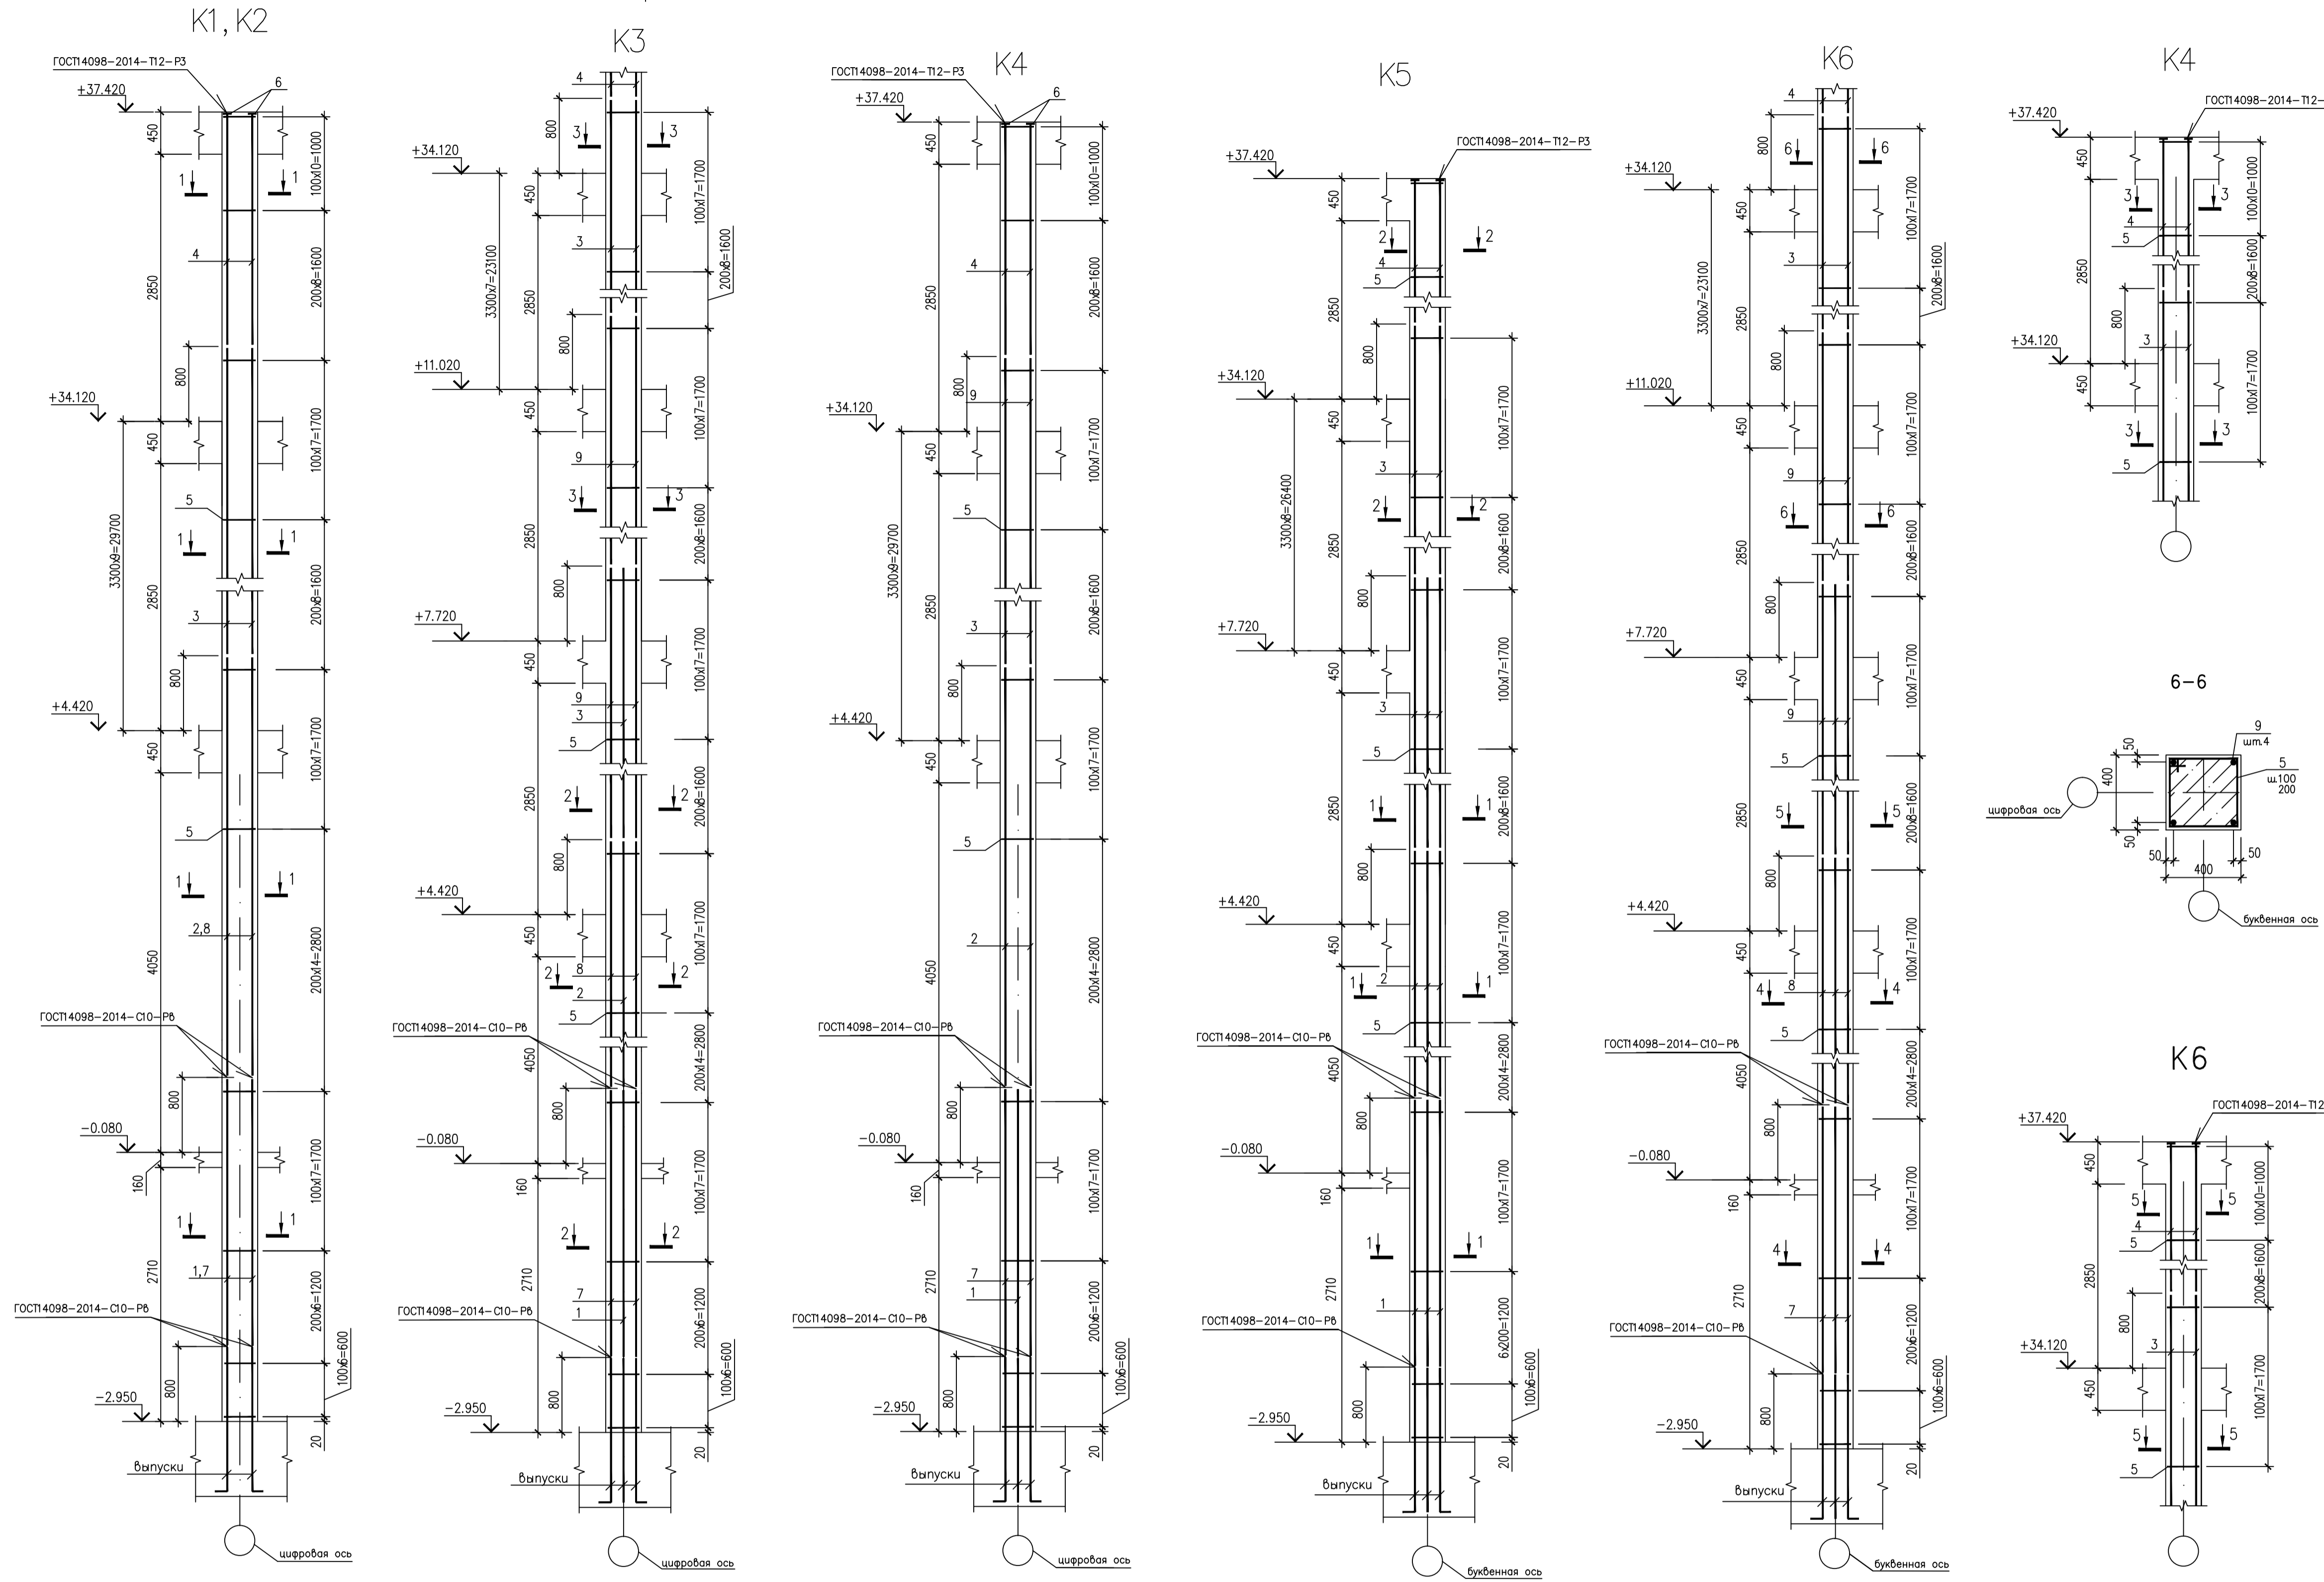 К1, К2
ГОСТ14098-2014-Т12-Р3
6
+37.420
450
100х10=1000
1 1
4
2850
200х8=1600
800
+34.120
450
100х17=1700
5
1 1
3300х9=29700
2850
200х8=1600
3
800
+4.420
450
100х17=1700
5
1 1
2,8
4050
200х14=2800
ГОСТ14098-2014-С10-Рв
800
-0.080
160
100х17=1700
1 1
2710
1,7
200х6=1200
ГОСТ14098-2014-С10-Рв
100х6=600
800
-2.950
20
выпуски
цифровая ось
К3
4
800
3 3
+34.120
450
100х17=1700
3
200х8=1600
3300х7=23100
2850
800
+11.020
450
100х17=1700
9
3 3
2850
200х8=1600
800
+7.720
450
100х17=1700
9
3
5
2850
2 2
200х8=1600
800
+4.420
450
100х17=1700
2 8 2
2
5
ГОСТ14098-2014-С10-Рв
4050
200х14=2800
800
-0.080
160
100х17=1700
2 2
2710
7
1
ГОСТ14098-2014-С10-Рв
200х6=1200
100х6=600
800
-2.950
20
выпуски
цифровая ось
К4
ГОСТ14098-2014-Т12-Р3
6
+37.420
450
100х10=1000
4
2850
200х8=1600
800
9
+34.120
450
100х17=1700
5
3300х9=29700
2850
200х8=1600
3
800
+4.420
450
100х17=1700
5
2
4050
200х14=2800
ГОСТ14098-2014-С10-Рв
800
-0.080
160
100х17=1700
2710
7
1
200х6=1200
ГОСТ14098-2014-С10-Рв
100х6=600
800
-2.950
20
выпуски
цифровая ось
К5
ГОСТ14098-2014-Т12-Р3
+37.420
450
2 2
4
5
2850
800
+34.120
450
100х17=1700
3
2 2
3300х8=26400
2850
200х8=1600
800
+7.720
450
100х17=1700
3
5
2850
1 1
200х8=1600
800
+4.420
450
100х17=1700
1 2 1
5
ГОСТ14098-2014-С10-Рв
4050
200х14=2800
800
-0.080
160
100х17=1700
1 1
2710
1
ГОСТ14098-2014-С10-Рв
6х200=1200
100х6=600
800
-2.950
20
выпуски
буквенная ось
К6
4
800
6 6
+34.120
450
100х17=1700
3
200х8=1600
3300х7=23100
2850
800
+11.020
450
100х17=1700
9
6 6
2850
200х8=1600
800
+7.720
450
100х17=1700
9
5
2850
5 5
200х8=1600
800
+4.420
450
100х17=1700
4 8 4
5
ГОСТ14098-2014-С10-Рв
4050
200х14=2800
800
-0.080
160
100х17=1700
4 4
2710
7
ГОСТ14098-2014-С10-Рв
200х6=1200
100х6=600
800
-2.950
20
выпуски
буквенная ось
К4
ГОСТ14098-2014-Т12-
+37.420
450
100х10=1000
3 3
4
5
2850
200х8=1600
800
3
+34.120
450
100х17=1700
3 3
5
6-6
9
шт.4
50
5
ш.100
200
400
цифровая ось
50
50 50
400
буквенная ось
К6
ГОСТ14098-2014-Т12
+37.420
450
100х10=1000
5 5
4
5
2850
200х8=1600
800
3
+34.120
450
100х17=1700
5 5
5